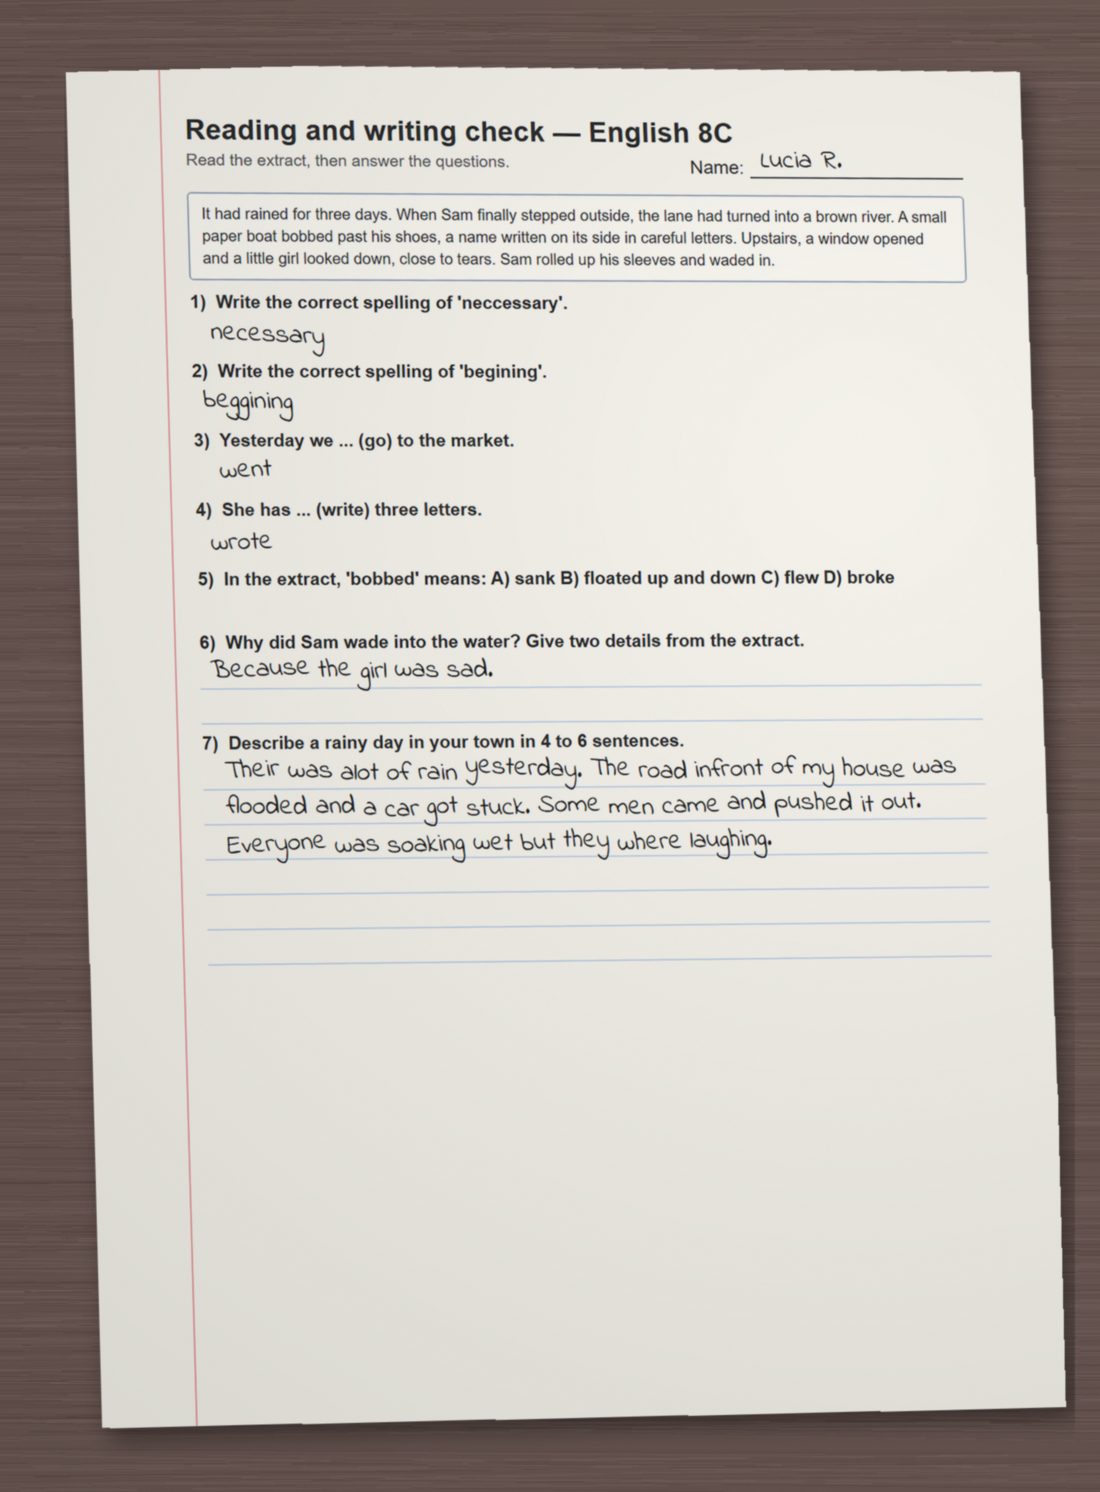 Reading and writing check — English 8C
Read the extract, then answer the questions.
Name: Lucia R.
It had rained for three days. When Sam finally stepped outside, the lane had turned into a brown river. A small
paper boat bobbed past his shoes, a name written on its side in careful letters. Upstairs, a window opened
and a little girl looked down, close to tears. Sam rolled up his sleeves and waded in.
1) Write the correct spelling of 'neccessary'.
necessary
2) Write the correct spelling of 'begining'.
beggining
3) Yesterday we ... (go) to the market.
went
4) She has ... (write) three letters.
wrote
5) In the extract, 'bobbed' means: A) sank B) floated up and down C) flew D) broke
6) Why did Sam wade into the water? Give two details from the extract.
Because the girl was sad.
7) Describe a rainy day in your town in 4 to 6 sentences.
Their was alot of rain yesterday. The road infront of my house was
flooded and a car got stuck. Some men came and pushed it out.
Everyone was soaking wet but they where laughing.